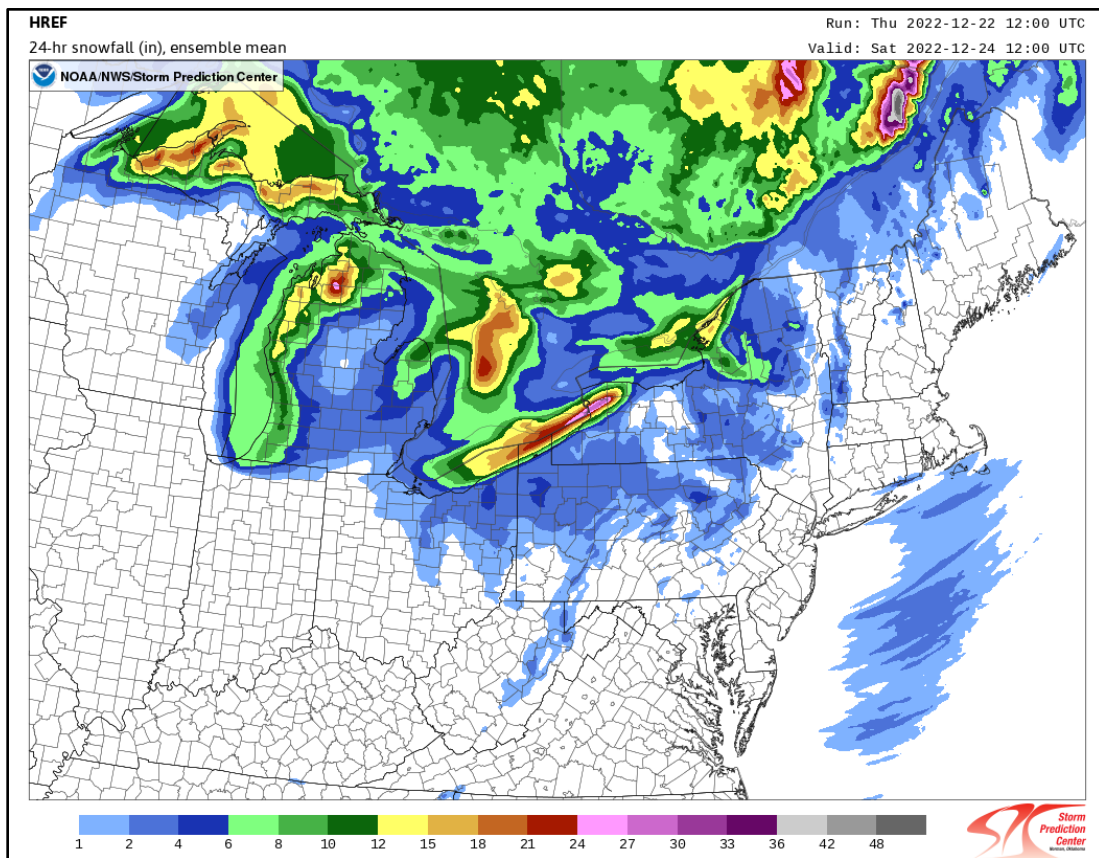 HREF
Run: Thu 2022-12-22 12:00 UTC
24-hr snowfall (in), ensemble mean
Valid: Sat 2022-12-24 12:00 UTC
NOAA/NWS/Storm Prediction Center
1 2 4 6 8 10 12 15 18 21 24 27 30 33 36 42 48
Storm
Prediction
Center
Norman, Oklahoma